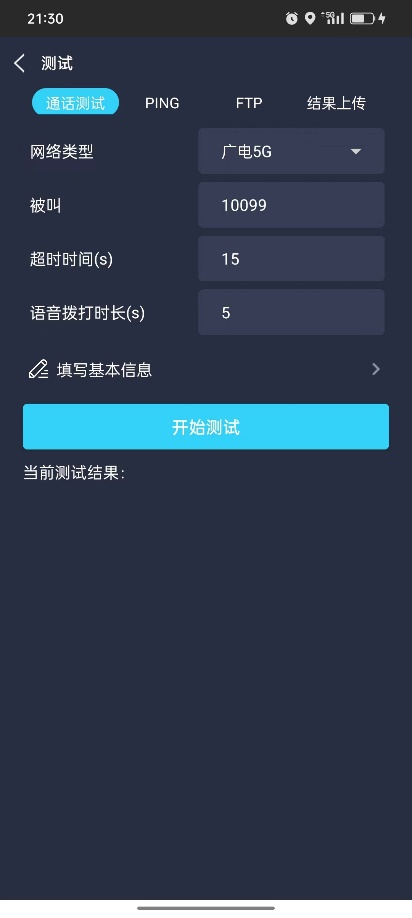 21:30
5G
测试
通话测试 PING FTP 结果上传
网络类型 广电5G
被叫 10099
超时时间(s) 15
语音拨打时长(s) 5
填写基本信息
开始测试
当前测试结果：